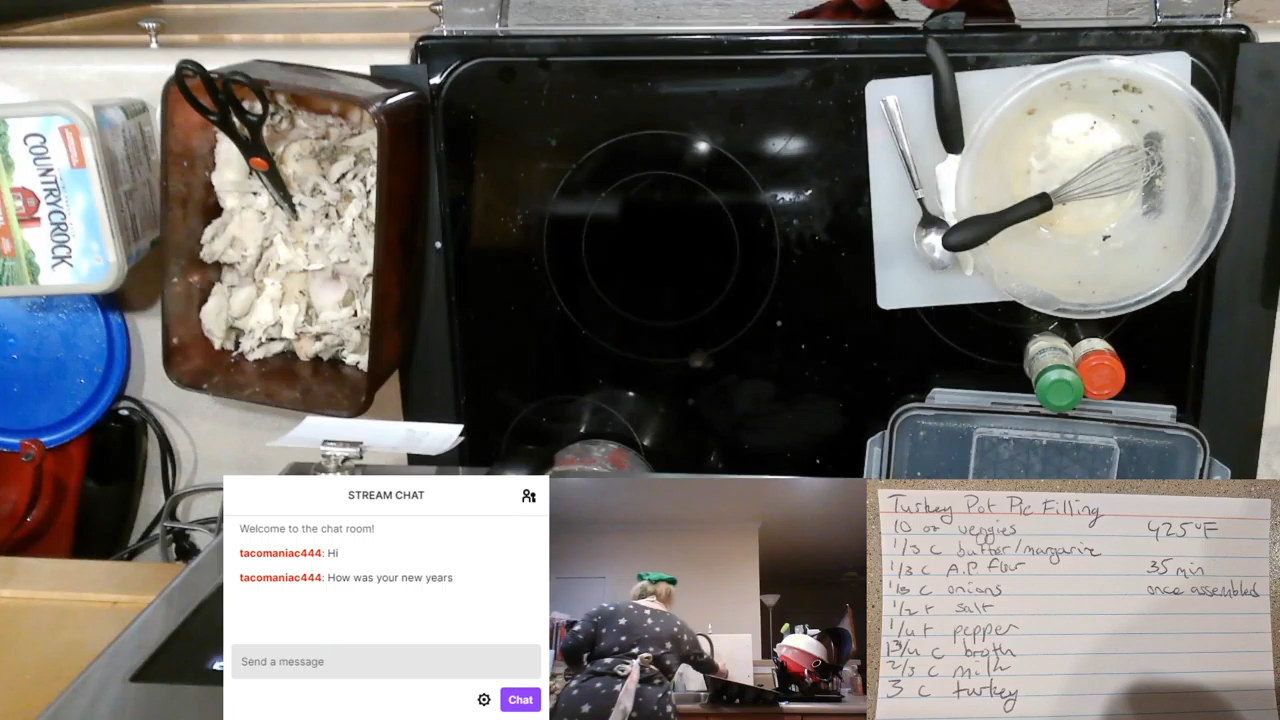 COUNTRY CROCK
STREAM CHAT
Welcome to the chat room!
tacomaniac444: Hi
tacomaniac444: How was your new years
Send a message
Chat
Turkey Pot Pie Filling
10 oz veggies 425°F
1/3 c butter/margarine
1/3 c A.P. flour 35 min
1/3 c onions once assembled
1/2 t salt
1/4 t pepper
1 3/4 c broth
2/3 c milk
3 c turkey